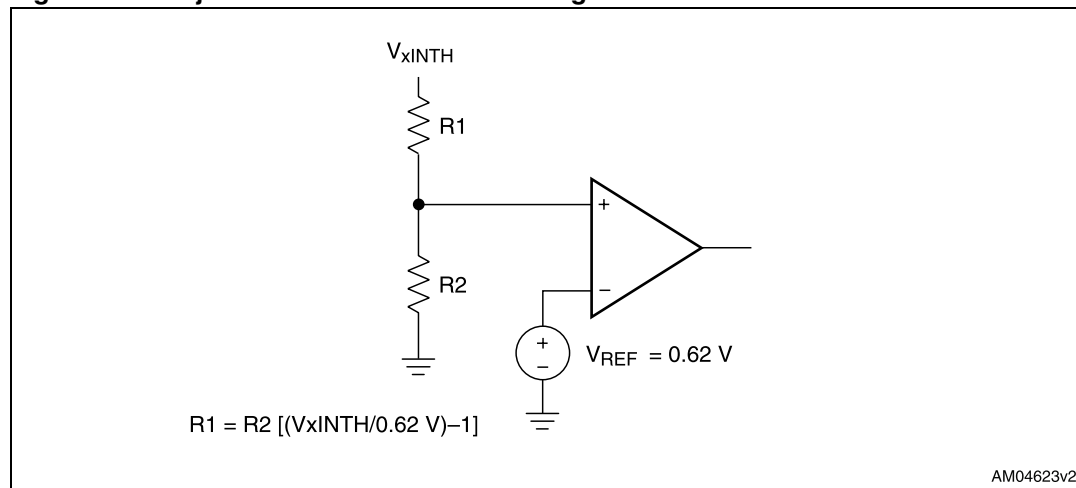 VxINTH
R1
+
R2
−
+
−
VREF = 0.62 V
R1 = R2 [(VxINTH/0.62 V)–1]
AM04623v2